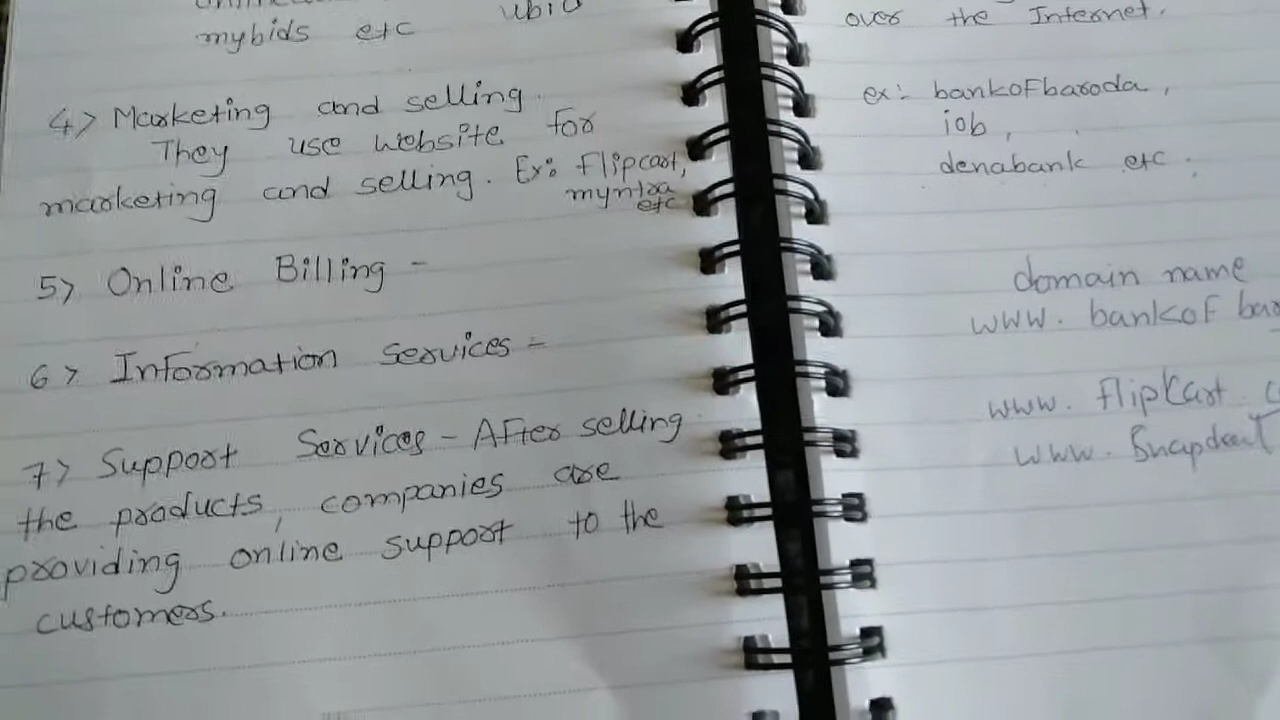 ubid
mybids etc
4> Marketing and selling.
They use website for
marketing and selling. Ex: Flipcart,
myntra
etc
5> Online Billing -
6> Information services -
7> Support Services - After selling
the products, companies are
providing online support to the
customers.
over the Internet.
ex: bankofbaroda,
iob,
denabank etc.
domain name
www. bankof bar
www. flipkart. c
www. Snapdeal